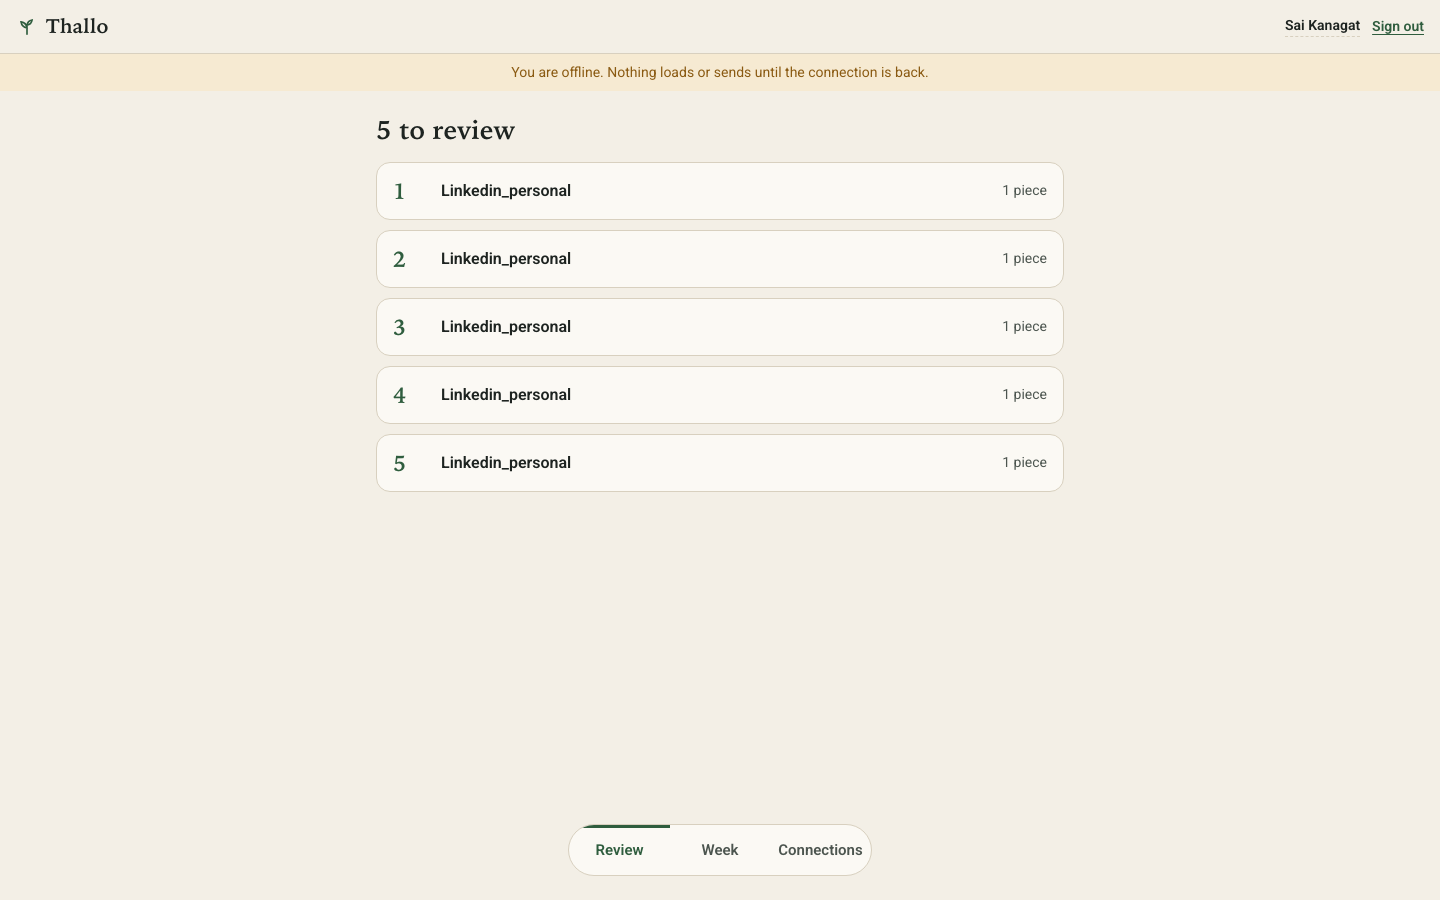 Thallo
Sai Kanagat Sign out
You are offline. Nothing loads or sends until the connection is back.
5 to review
1 Linkedin_personal 1 piece
2 Linkedin_personal 1 piece
3 Linkedin_personal 1 piece
4 Linkedin_personal 1 piece
5 Linkedin_personal 1 piece
Review Week Connections